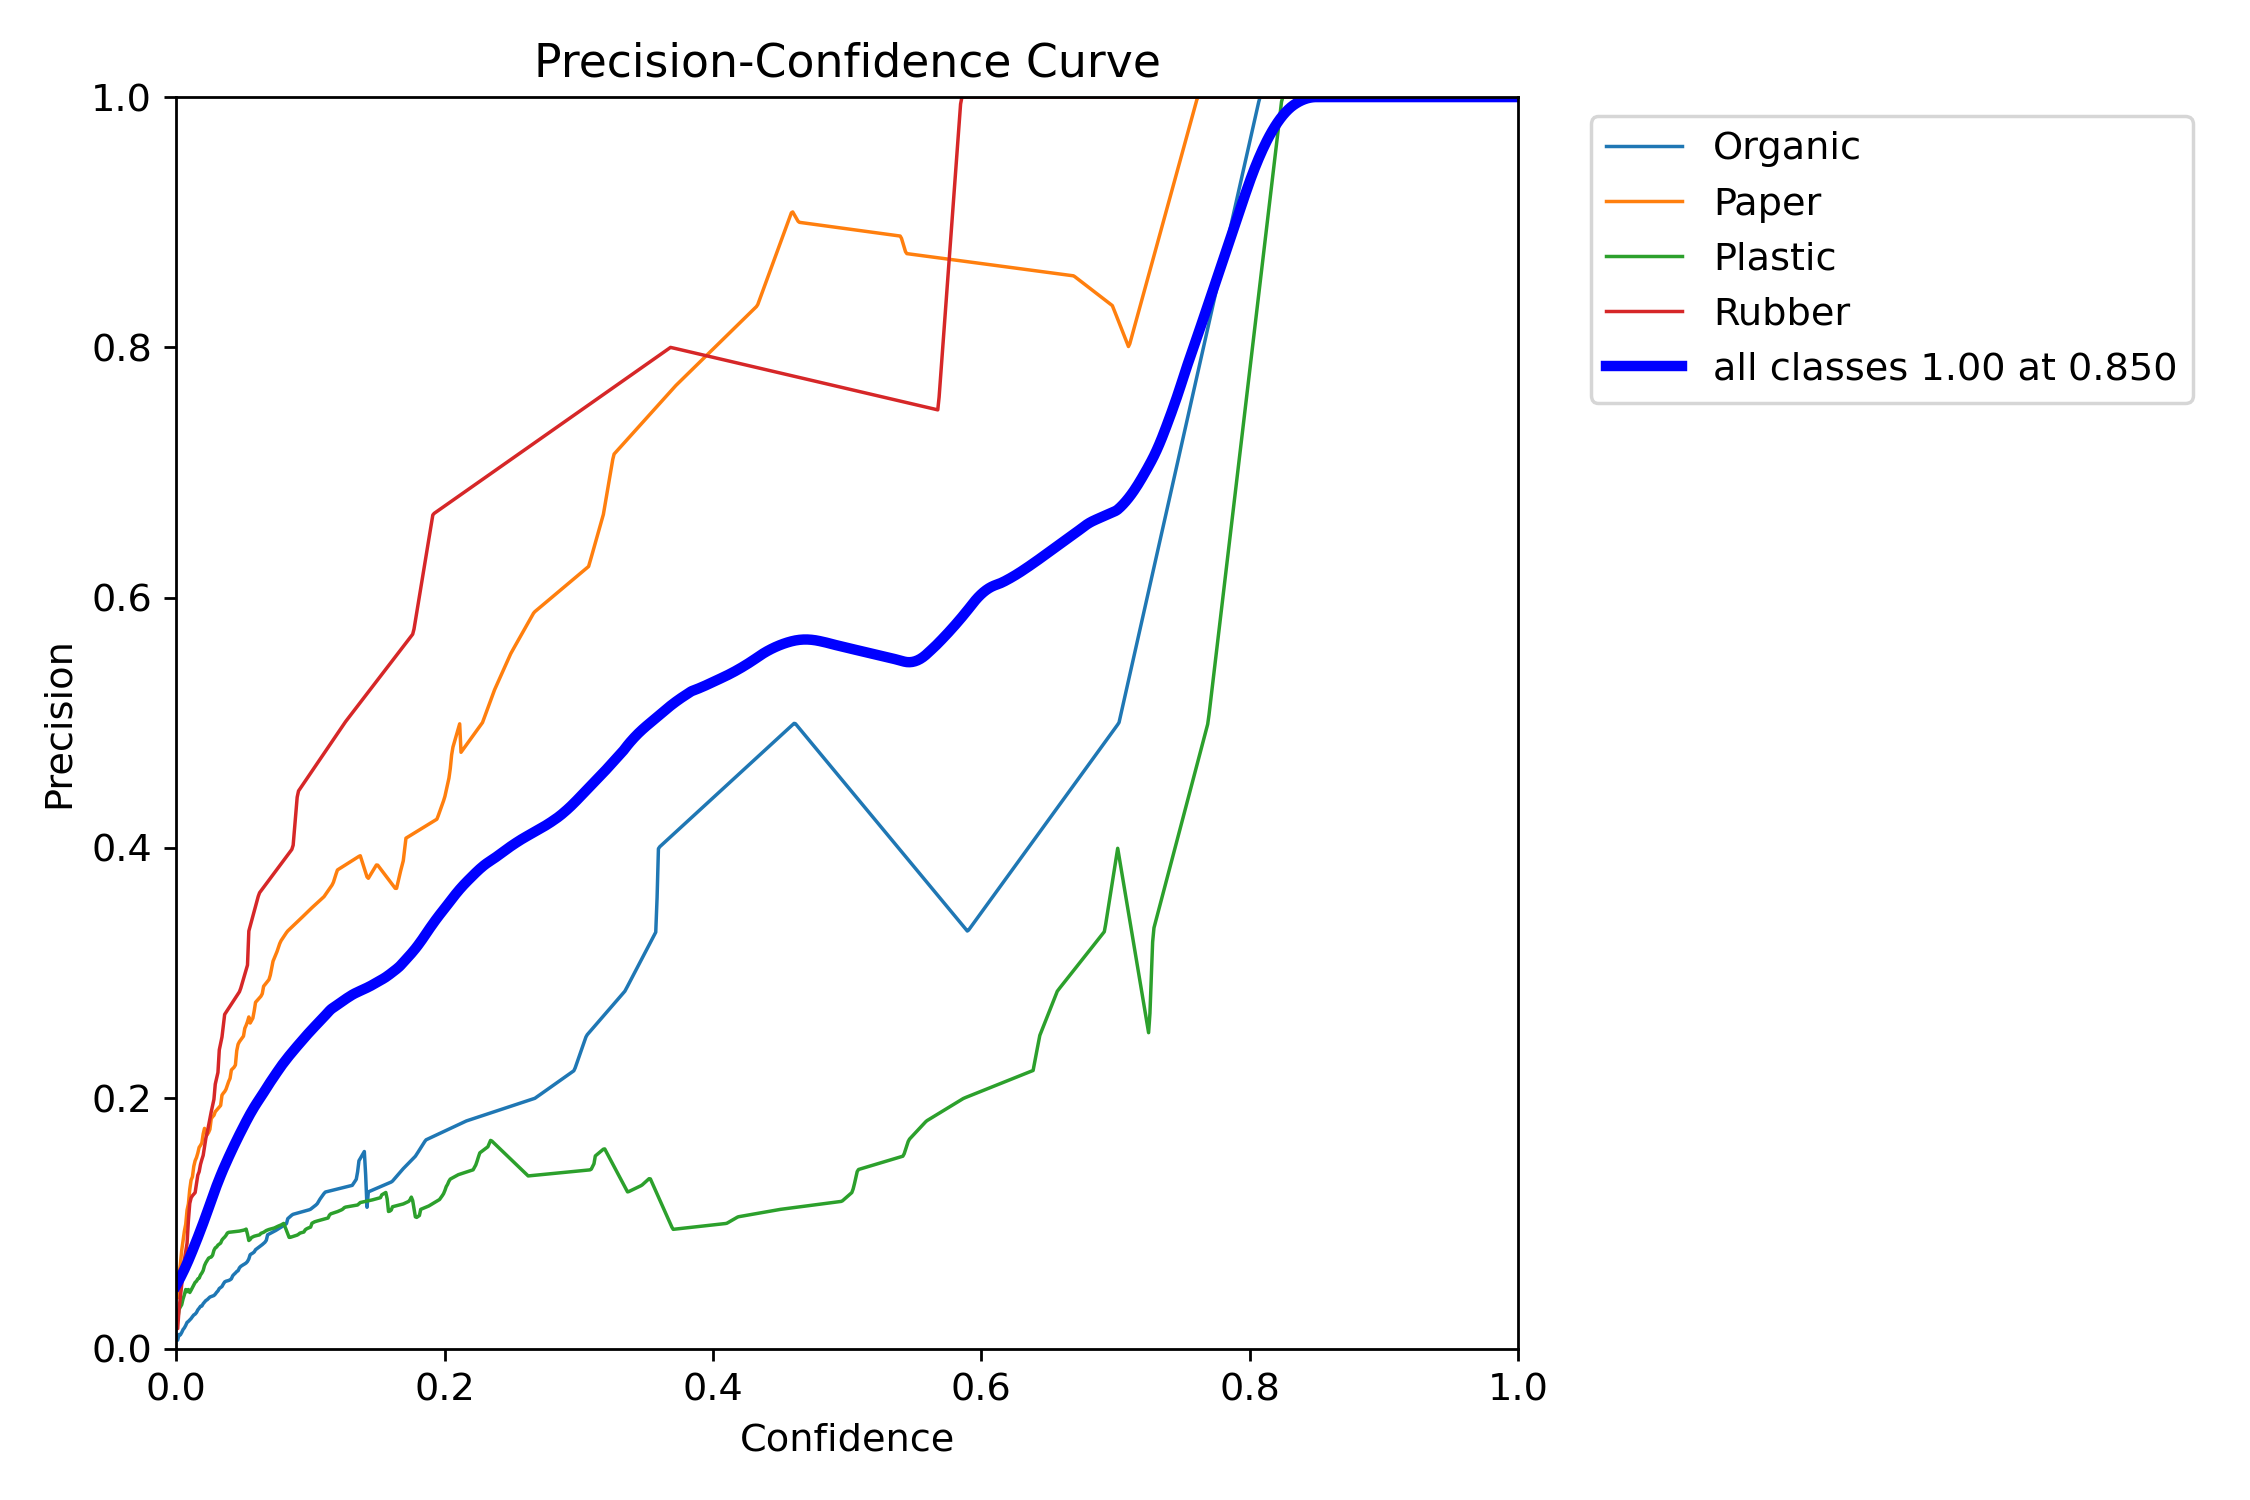 Precision-Confidence Curve
1.0
0.8
0.6
0.4
0.2
0.0
Precision
0.0 0.2 0.4 0.6 0.8 1.0
Confidence
Organic
Paper
Plastic
Rubber
all classes 1.00 at 0.850